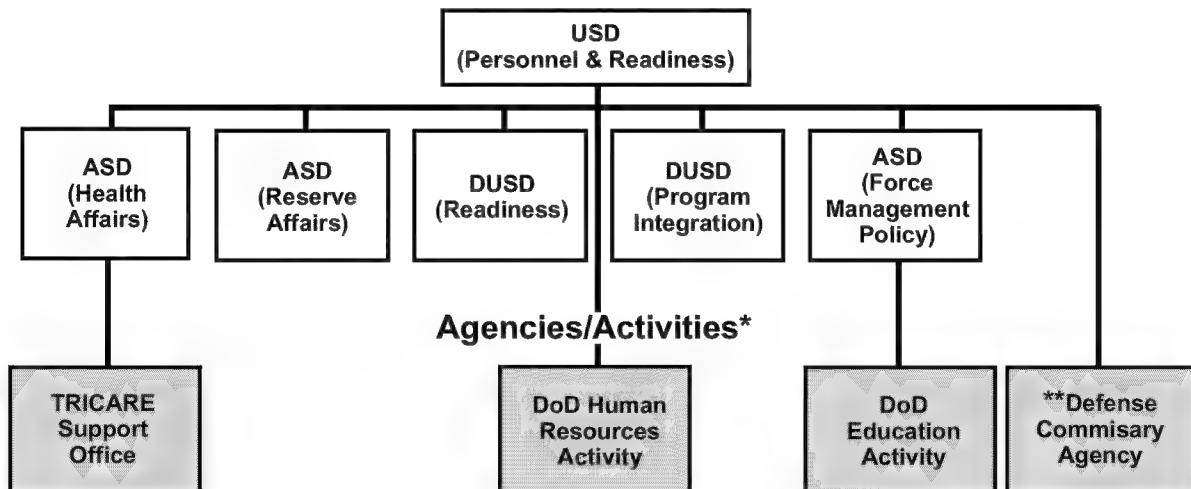 USD
(Personnel & Readiness)
ASD
(Health
Affairs)
ASD
(Reserve
Affairs)
DUSD
(Readiness)
DUSD
(Program
Integration)
ASD
(Force
Management
Policy)
Agencies/Activities*
TRICARE
Support
Office
DoD Human
Resources
Activity
DoD
Education
Activity
**Defense
Commisary
Agency